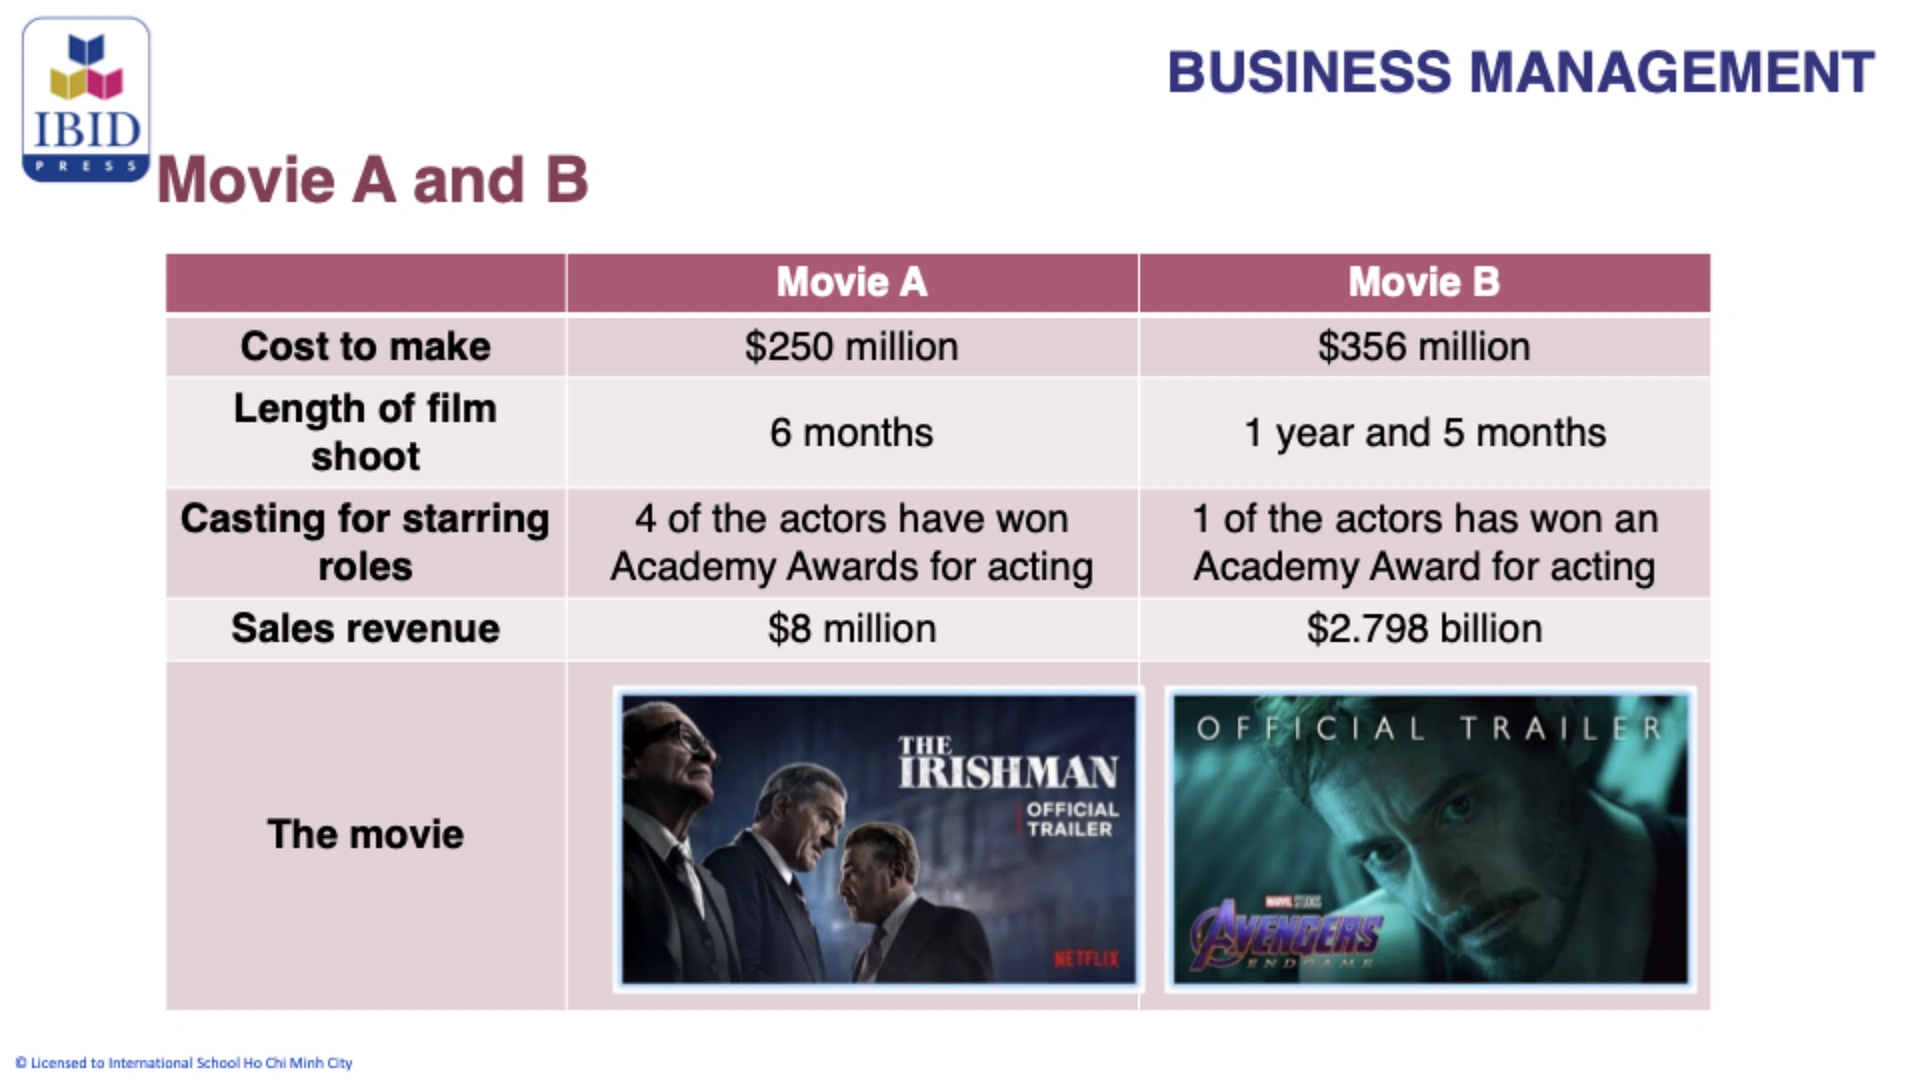 IBID
PRESS
BUSINESS MANAGEMENT
Movie A and B
Movie A
Movie B
Cost to make
$250 million
$356 million
Length of film
shoot
6 months
1 year and 5 months
Casting for starring
roles
4 of the actors have won
Academy Awards for acting
1 of the actors has won an
Academy Award for acting
Sales revenue
$8 million
$2.798 billion
The movie
THE
IRISHMAN
OFFICIAL
TRAILER
NETFLIX
OFFICIAL TRAILER
MARVEL STUDIOS
AVENGERS
ENDGAME
© Licensed to International School Ho Chi Minh City